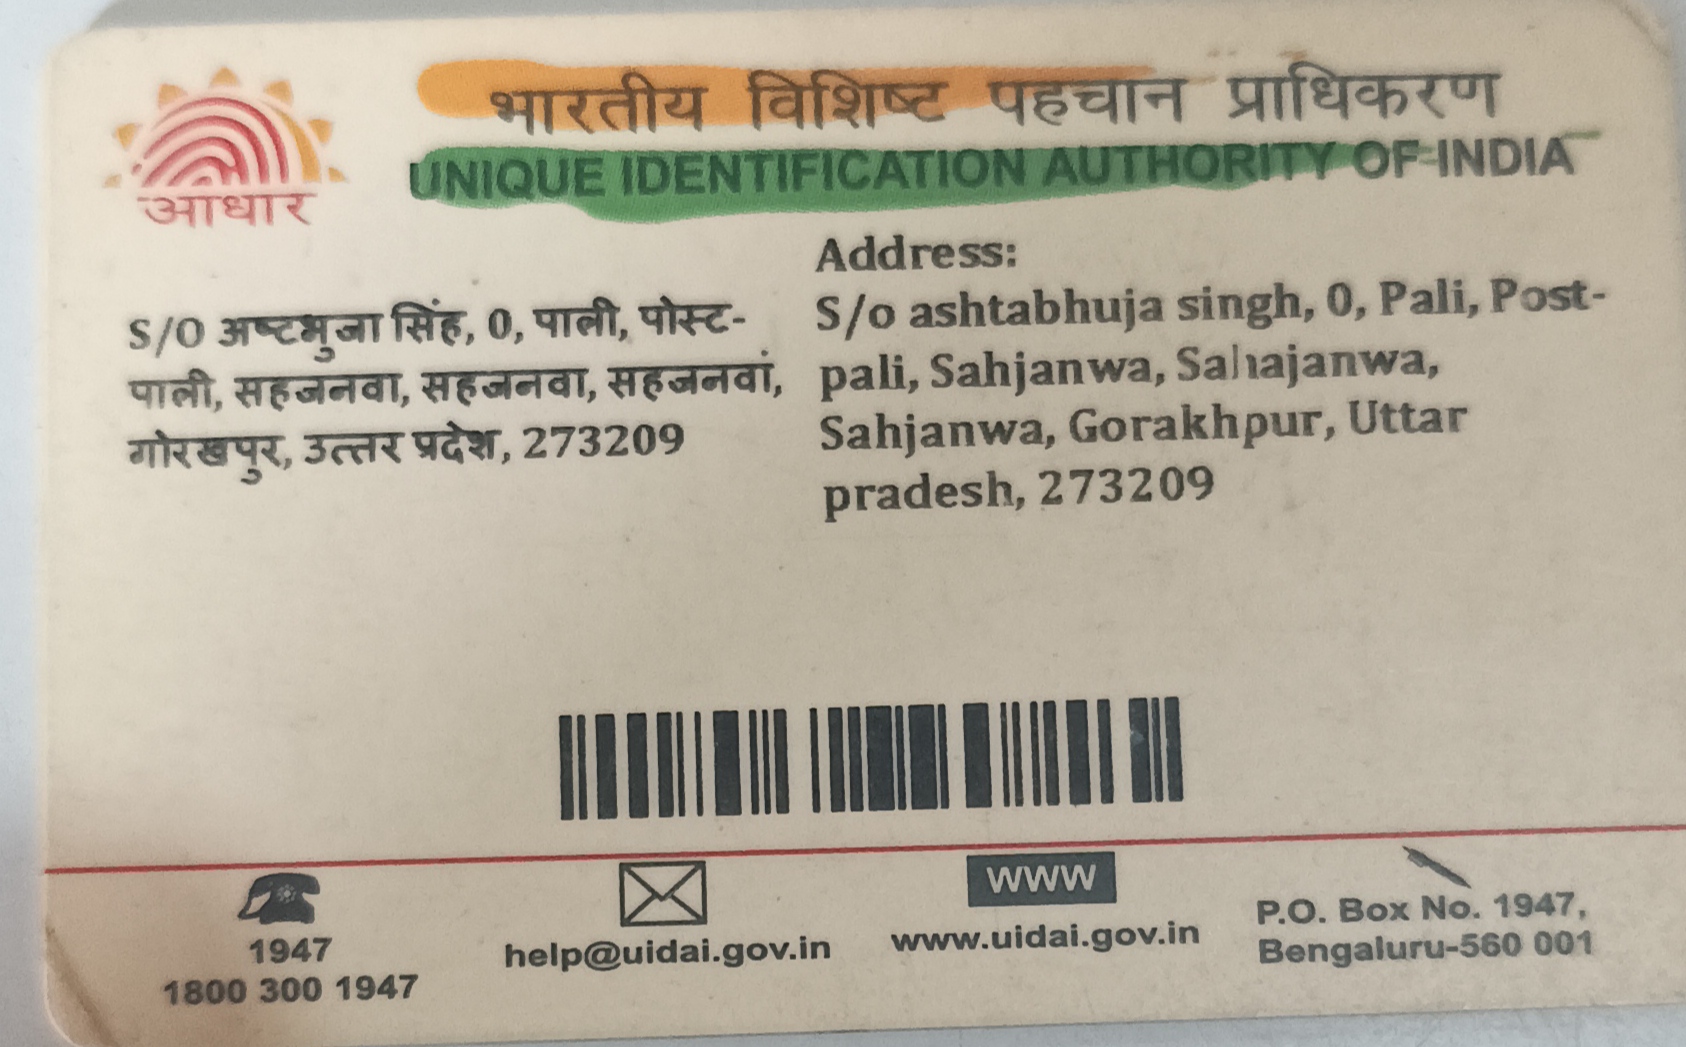 आधार
भारतीय विशिष्ट पहचान प्राधिकरण
UNIQUE IDENTIFICATION AUTHORITY OF INDIA
S/O अष्टभुजा सिंह, 0, पाली, पोस्ट-
पाली, सहजनवा, सहजनवा, सहजनवां,
गोरखपुर, उत्तर प्रदेश, 273209
Address:
S/o ashtabhuja singh, 0, Pali, Post-
pali, Sahjanwa, Sahajanwa,
Sahjanwa, Gorakhpur, Uttar
pradesh, 273209
1947
1800 300 1947
help@uidai.gov.in
www
www.uidai.gov.in
P.O. Box No. 1947,
Bengaluru-560 001